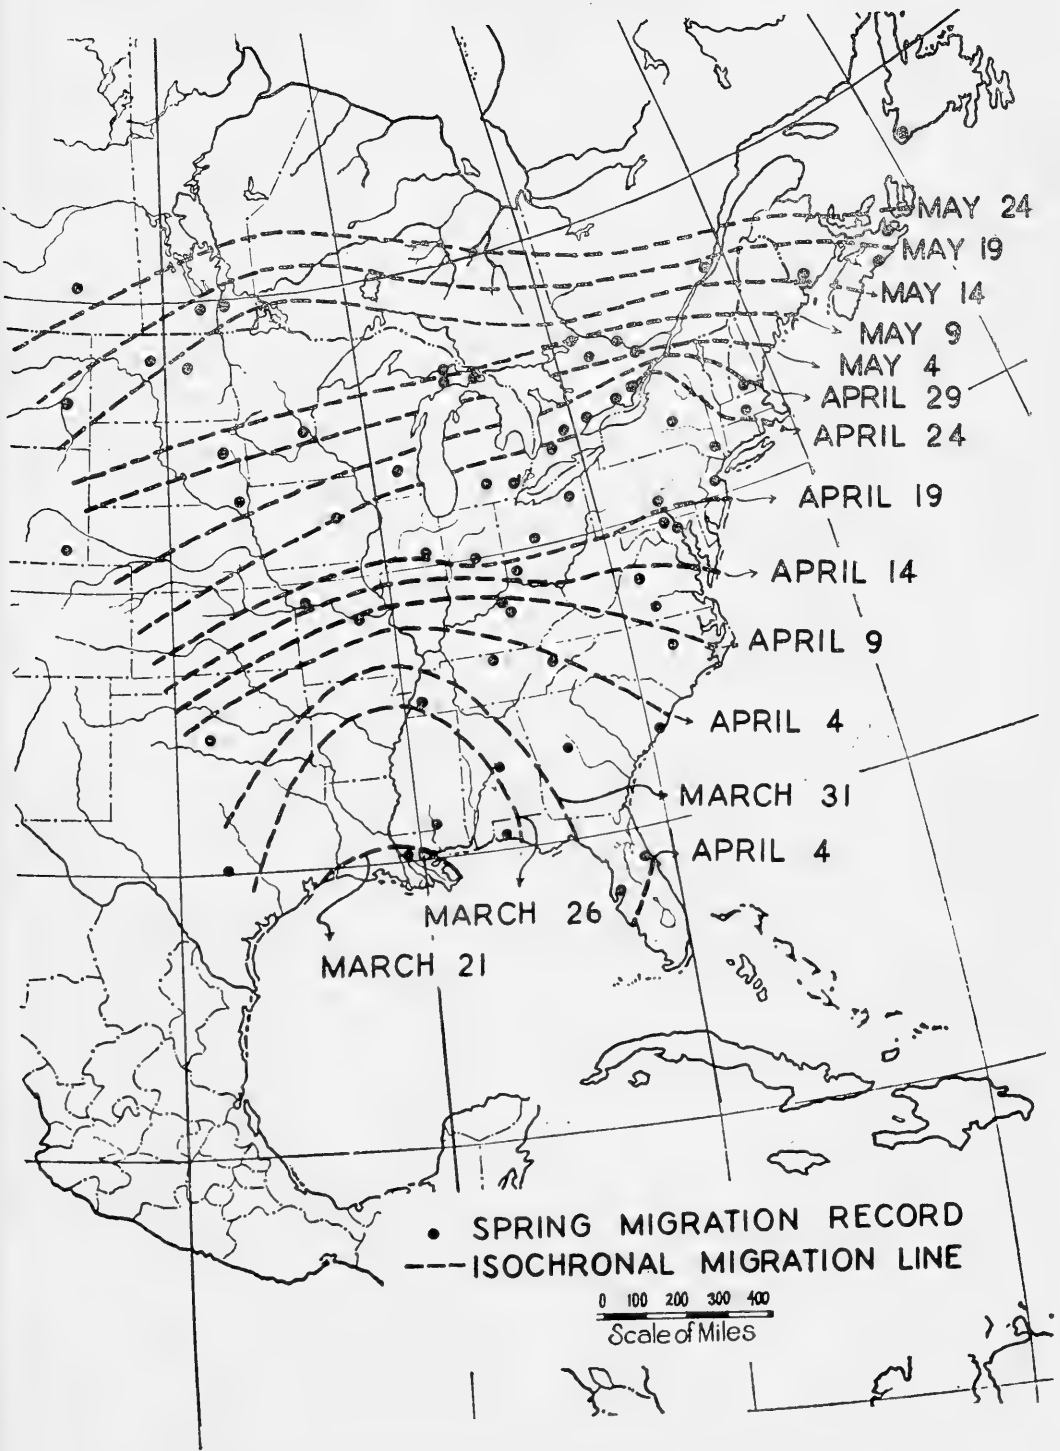 MAY 24
MAY 19
MAY 14
MAY 9
MAY 4
APRIL 29
APRIL 24
APRIL 19
APRIL 14
APRIL 9
APRIL 4
MARCH 31
APRIL 4
MARCH 26
MARCH 21
SPRING MIGRATION RECORD
ISOCHRONAL MIGRATION LINE
0 100 200 300 400
Scale of Miles